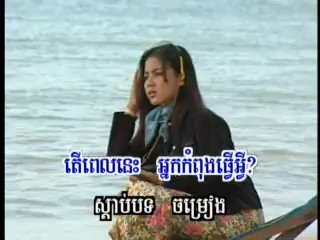 តើពេលនេះ អ្នកកំពុងធ្វើអ្វី?
ស្ដាប់បទ ចម្រៀង